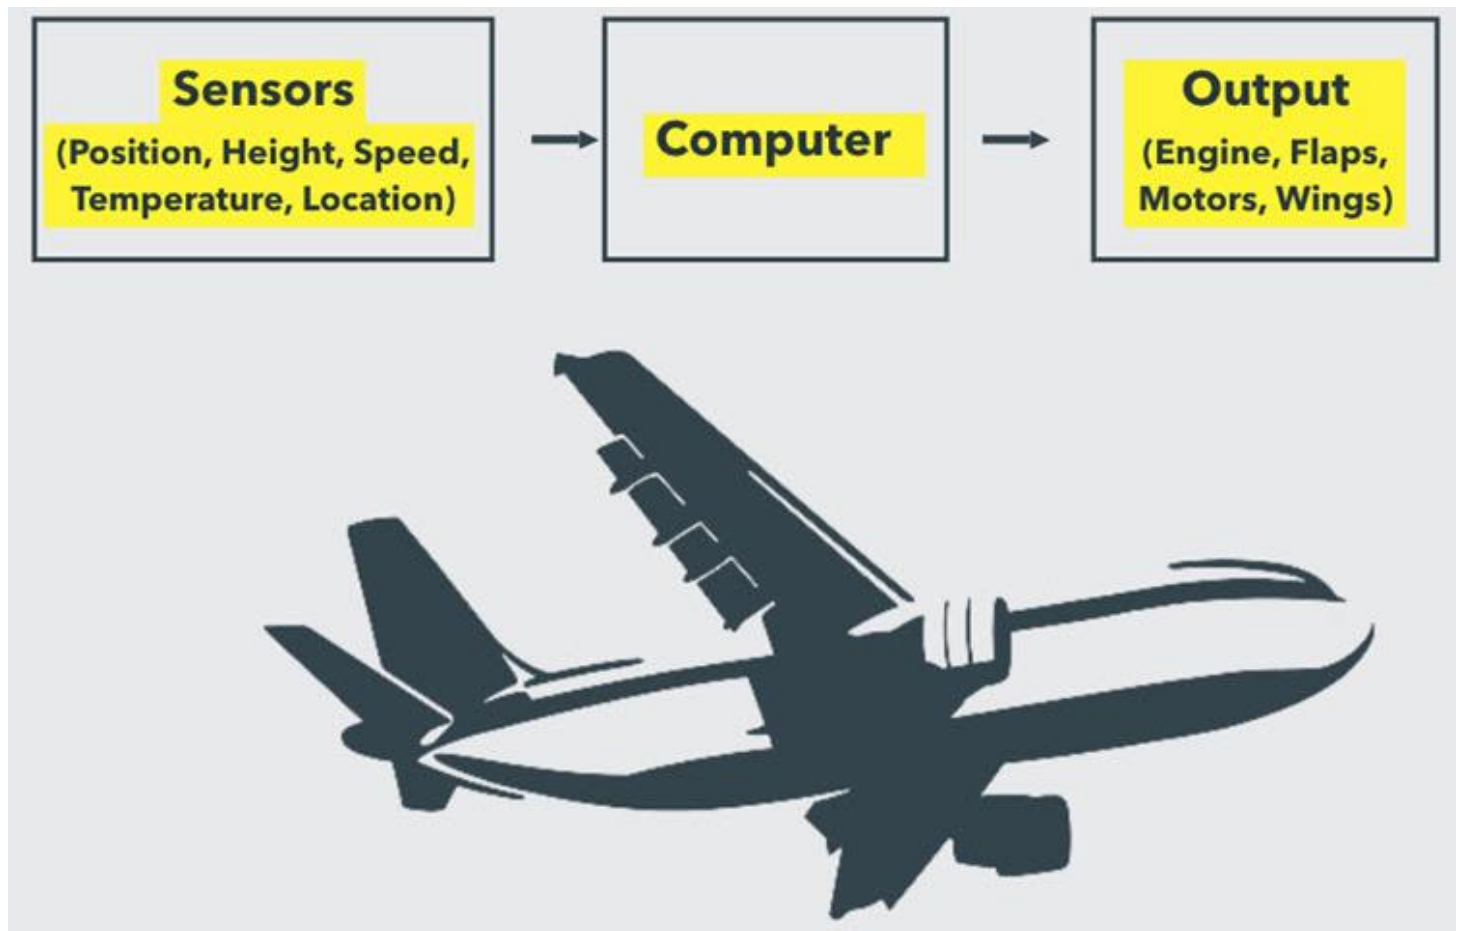 Sensors
(Position, Height, Speed,
Temperature, Location)
Computer
Output
(Engine, Flaps,
Motors, Wings)